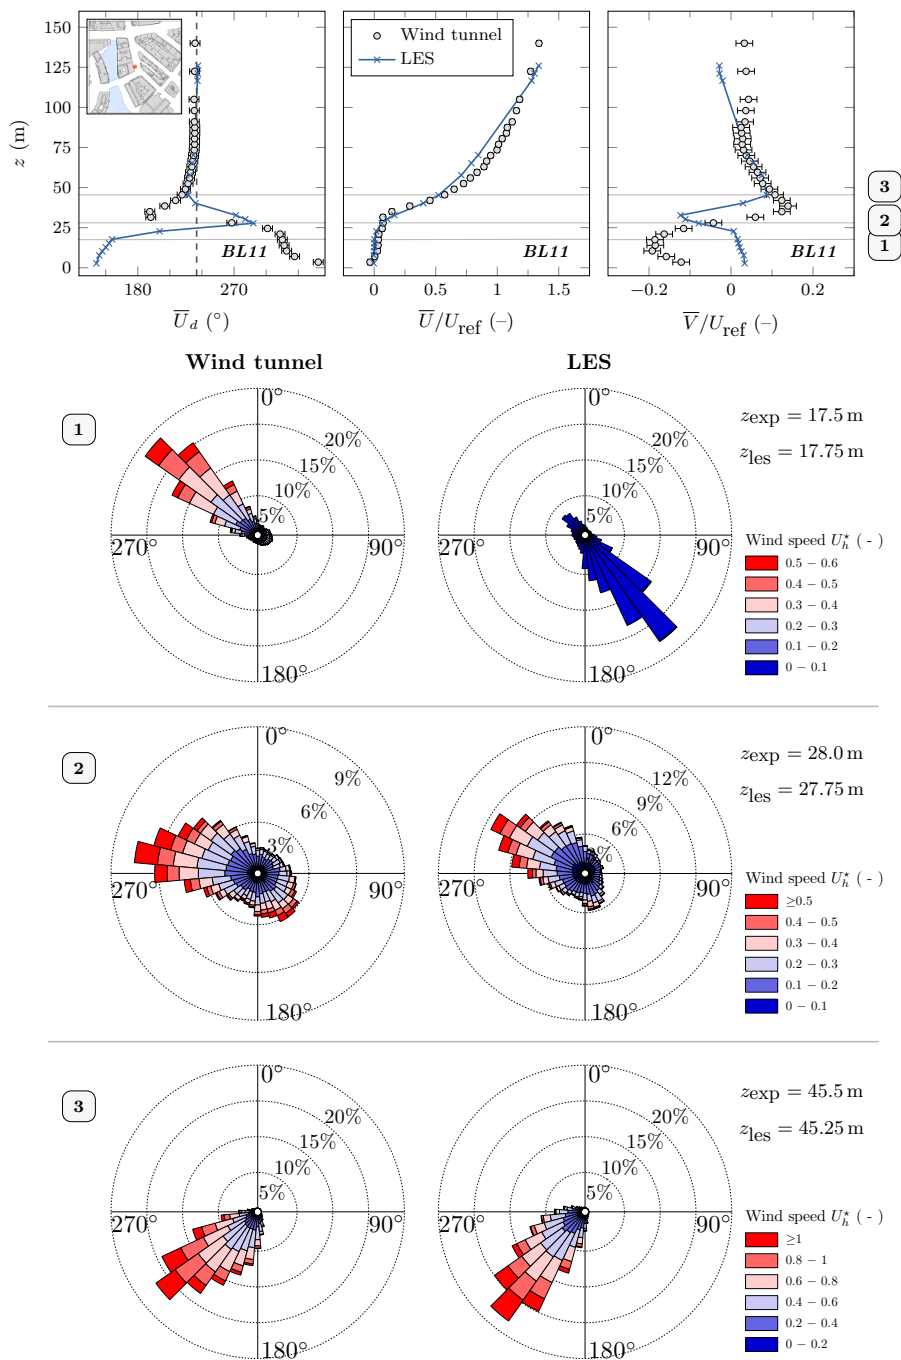 150
125
100
75
50
25
0
z (m)
BL11
180 270
U̅_d (°)
Wind tunnel
LES
BL11
0 0.5 1 1.5
U̅/U_ref (–)
BL11
−0.2 0 0.2
V̅/U_ref (–)
3
2
1
Wind tunnel LES
1
0°
20%
15%
10%
5%
270° 90°
180°
0°
20%
15%
10%
5%
270° 90°
180°
z_exp = 17.5 m
z_les = 17.75 m
Wind speed U_h^⋆ ( - )
0.5 – 0.6
0.4 – 0.5
0.3 – 0.4
0.2 – 0.3
0.1 – 0.2
0 – 0.1
2
0°
9%
6%
3%
270° 90°
180°
0°
12%
9%
6%
270° 90°
180°
z_exp = 28.0 m
z_les = 27.75 m
Wind speed U_h^⋆ ( - )
≥0.5
0.4 – 0.5
0.3 – 0.4
0.2 – 0.3
0.1 – 0.2
0 – 0.1
3
0°
20%
15%
10%
5%
270° 90°
180°
0°
20%
15%
10%
5%
270° 90°
180°
z_exp = 45.5 m
z_les = 45.25 m
Wind speed U_h^⋆ ( - )
≥1
0.8 – 1
0.6 – 0.8
0.4 – 0.6
0.2 – 0.4
0 – 0.2